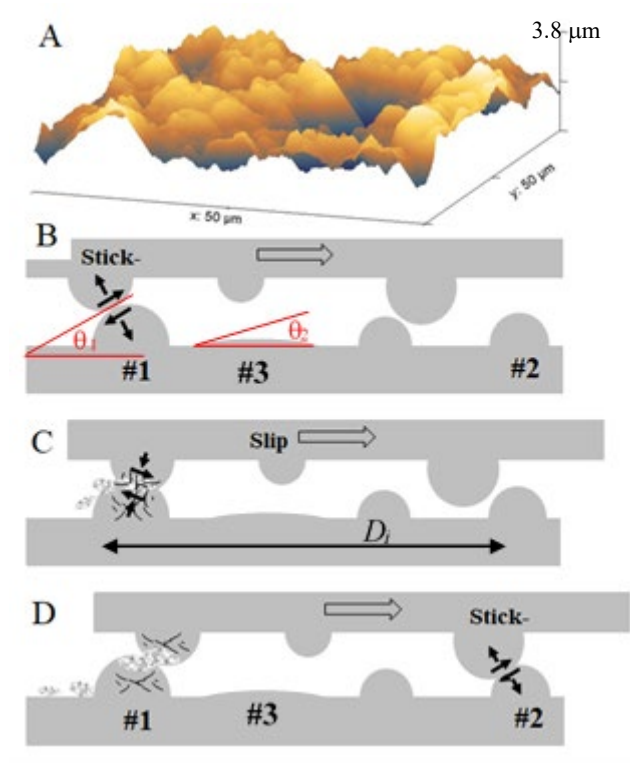 A
3.8 μm
x: 50 μm
y: 50 μm
B
Stick-
θ1
θ2
#1
#3
#2
C
Slip
Di
D
Stick-
#1
#3
#2